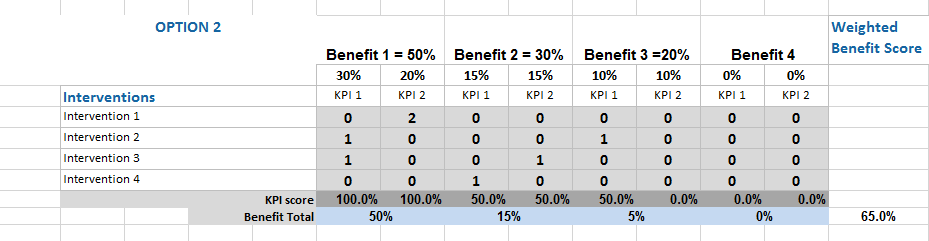 OPTION 2
Weighted
Benefit Score
Benefit 1 = 50% Benefit 2 = 30% Benefit 3 =20% Benefit 4
30% 20% 15% 15% 10% 10% 0% 0%
Interventions KPI 1 KPI 2 KPI 1 KPI 2 KPI 1 KPI 2 KPI 1 KPI 2
Intervention 1 0 2 0 0 0 0 0 0
Intervention 2 1 0 0 0 1 0 0 0
Intervention 3 1 0 0 1 0 0 0 0
Intervention 4 0 0 1 0 0 0 0 0
KPI score 100.0% 100.0% 50.0% 50.0% 50.0% 0.0% 0.0% 0.0%
Benefit Total 50% 15% 5% 0% 65.0%